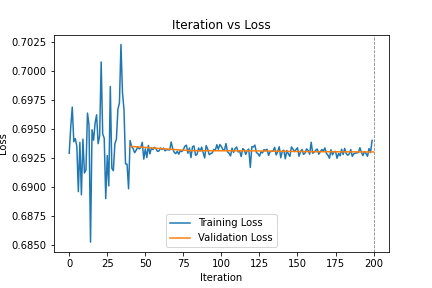 Iteration vs Loss
0.7025
0.7000
0.6975
0.6950
0.6925
0.6900
0.6875
0.6850
Loss
Training Loss
Validation Loss
0 25 50 75 100 125 150 175 200
Iteration